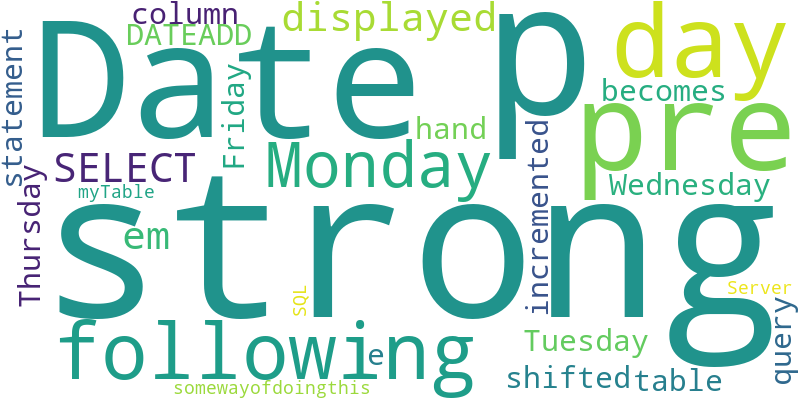 column
displayed
DATEADD
Date
p
day
statement
Friday
hand
becomes
pre
SELECT
Monday
myTable
Wednesday
Thursday
em
strong
incremented
SQL
Server
following
e
Tuesday
query
shifted
table
somewayofdoingthis